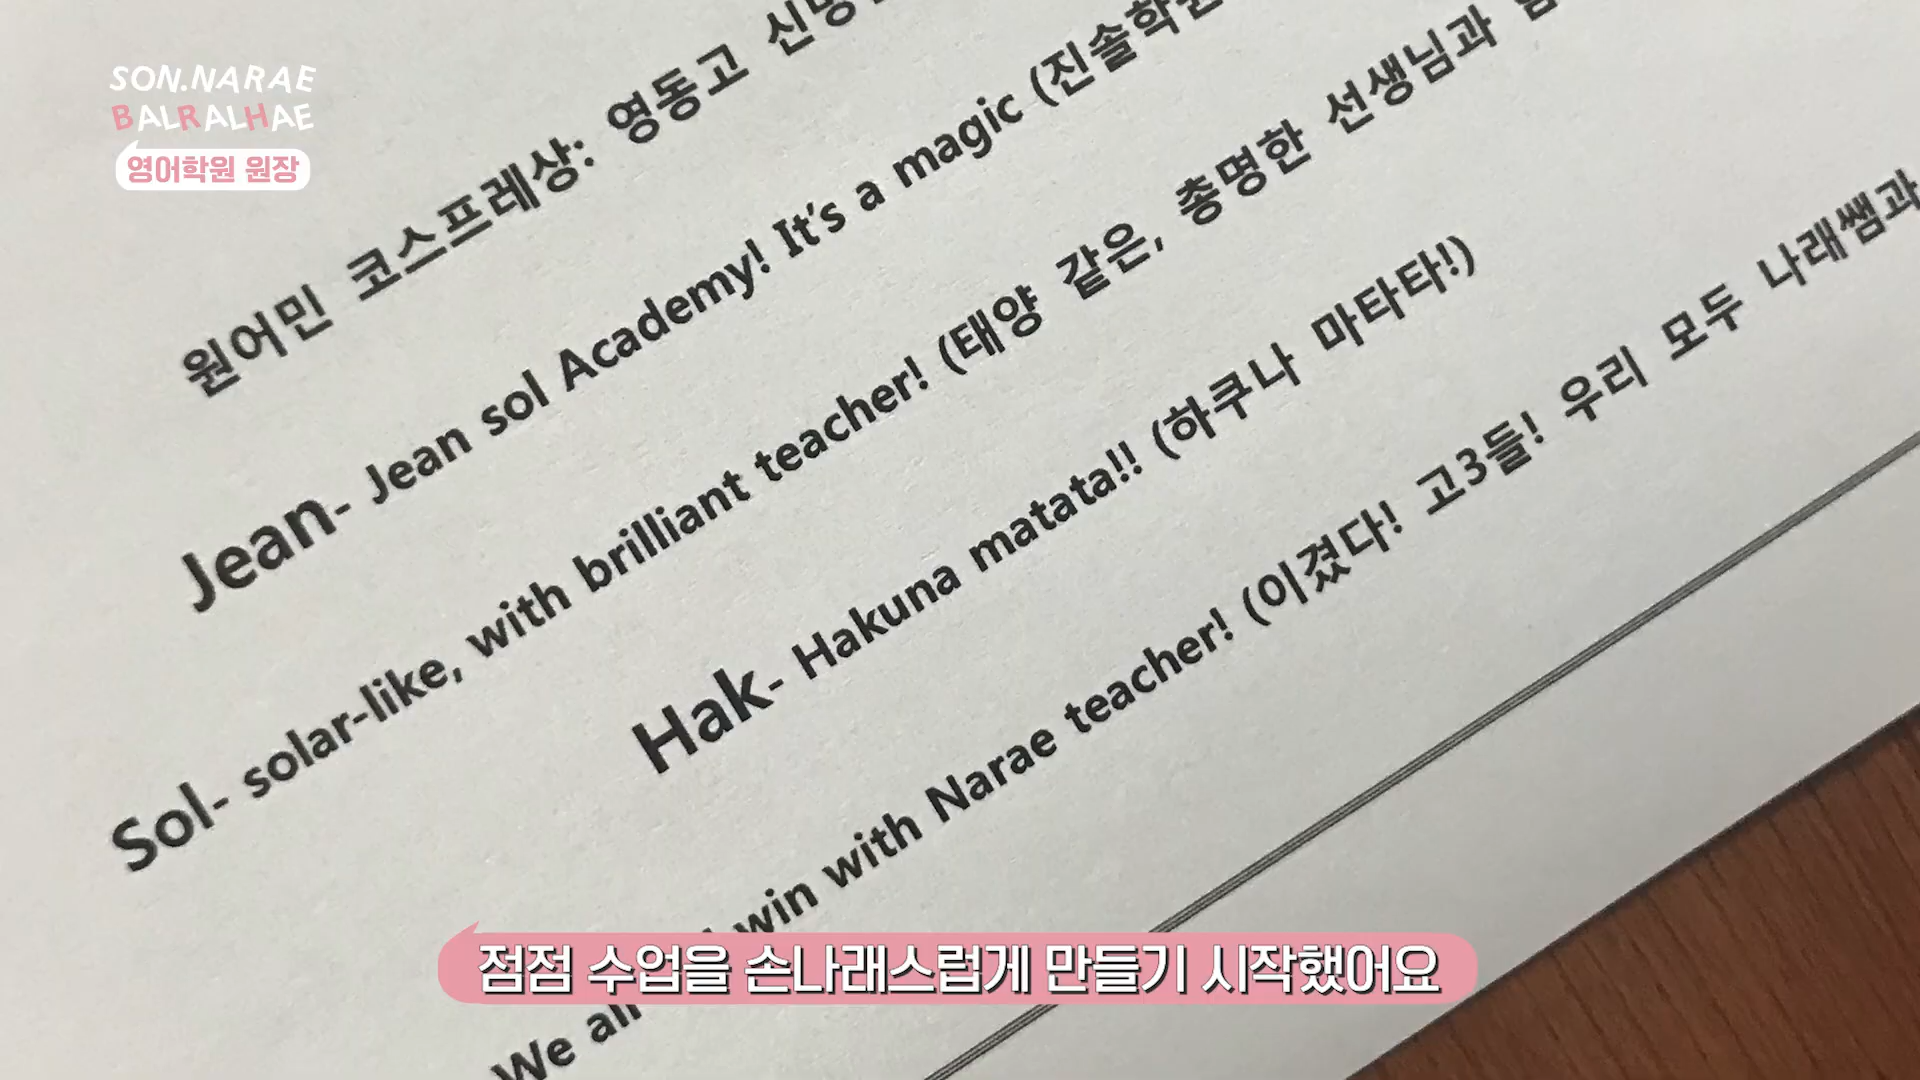 SON.NARAE
BALRALHAE
영어학원 원장
원어민 코스프레상: 영동고
Jean- Jean sol Academy! It's a magic (진솔학원
Sol- solar-like, with brilliant teacher! (태양 같은, 총명한 선생님과
Hak- Hakuna matata!! (하쿠나 마타타!)
We all win with Narae teacher! (이겼다! 고3들! 우리 모두 나래쌤과
점점 수업을 손나래스럽게 만들기 시작했어요